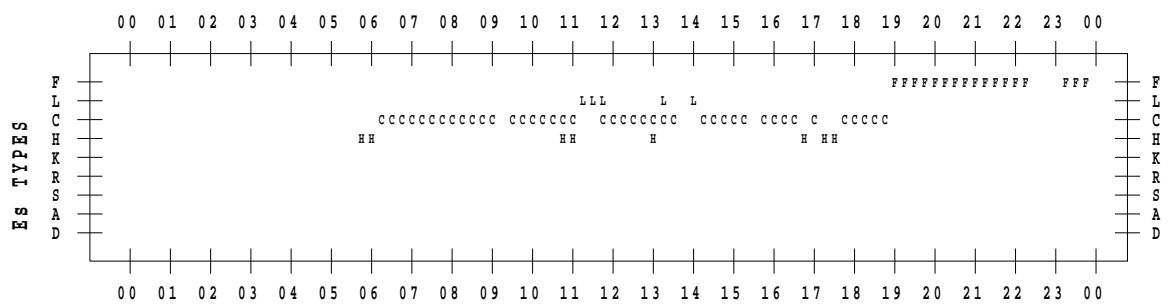 00 01 02 03 04 05 06 07 08 09 10 11 12 13 14 15 16 17 18 19 20 21 22 23 00
F FFFFFFFFFFFFFF FFF F
L LLL L L L
C CCCCCCCCCCCC CCCCCCC CCCCCCCC CCCCC CCCC C CCCCC C
H HH HH H H HH H
K K
R R
S S
A A
D D
Es TYPES
00 01 02 03 04 05 06 07 08 09 10 11 12 13 14 15 16 17 18 19 20 21 22 23 00